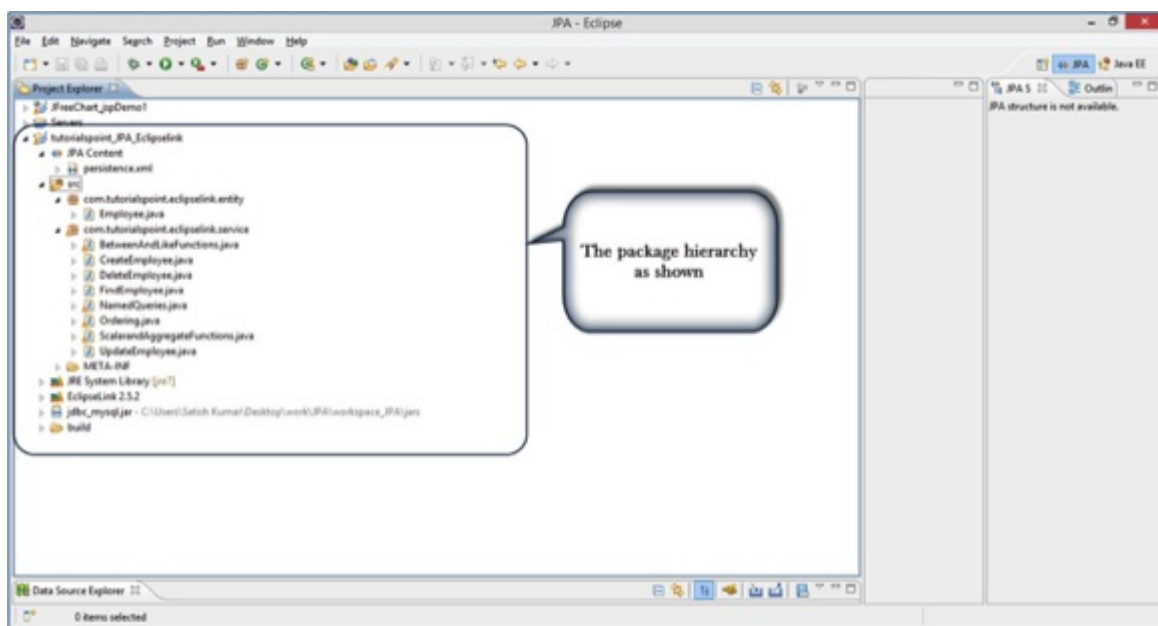 JPA - Eclipse
File Edit Navigate Search Project Run Window Help
JPA Java EE
Project Explorer
JPA S Outlin
JFreeChart_jspDemo1
JPA structure is not available.
Servers
tutorialspoint_JPA_Eclipselink
JPA Content
persistence.xml
src
com.tutorialspoint.eclipselink.entity
Employee.java
com.tutorialspoint.eclipselink.service
BetweenAndLikeFunctions.java
CreateEmployee.java
DeleteEmployee.java
FindEmployee.java
NamedQueries.java
Ordering.java
ScalarandAggregateFunctions.java
UpdateEmployee.java
META-INF
JRE System Library [jre7]
EclipseLink 2.5.2
jdbc_mysql.jar - C:\Users\Satish Kumar\Desktop\work\JPA\workspace_JPA\jars
build
The package hierarchy
as shown
Data Source Explorer
0 items selected